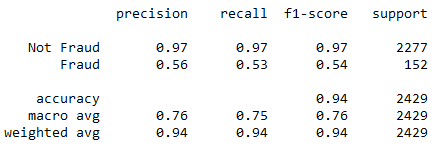 precision recall f1-score support
Not Fraud 0.97 0.97 0.97 2277
Fraud 0.56 0.53 0.54 152
accuracy 0.94 2429
macro avg 0.76 0.75 0.76 2429
weighted avg 0.94 0.94 0.94 2429